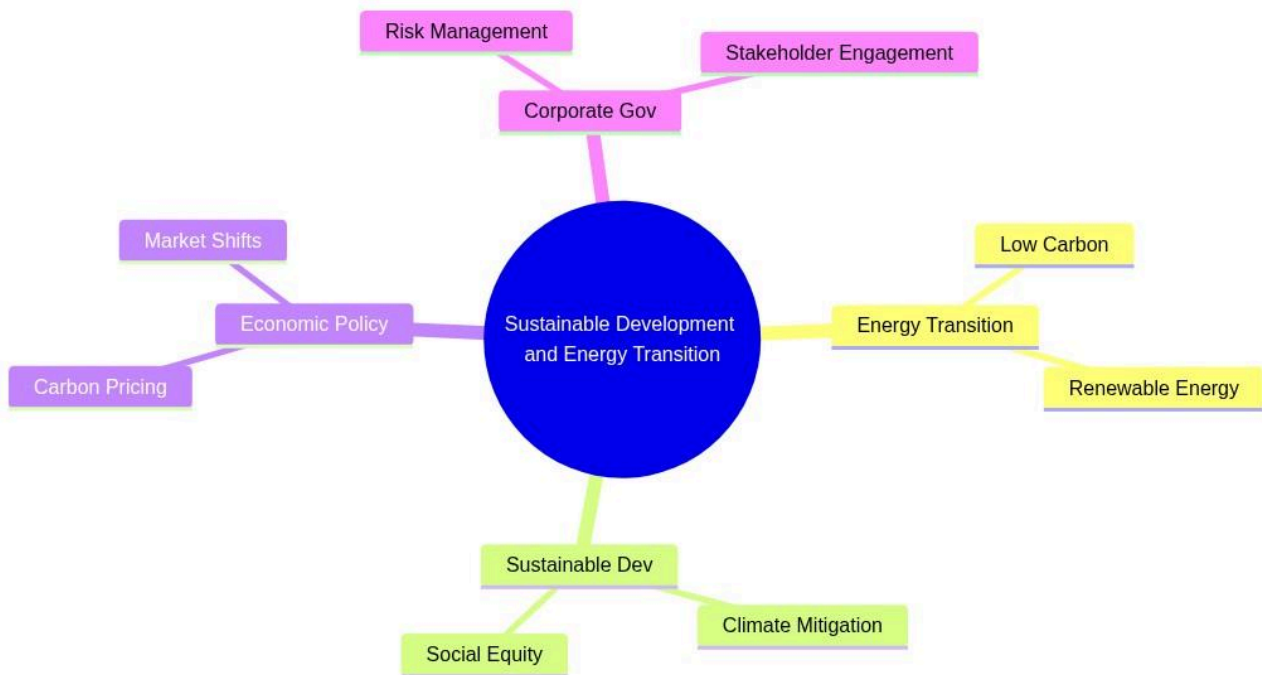 Risk Management
Stakeholder Engagement
Corporate Gov
Market Shifts
Low Carbon
Economic Policy
Sustainable Development
and Energy Transition
Energy Transition
Carbon Pricing
Renewable Energy
Sustainable Dev
Climate Mitigation
Social Equity